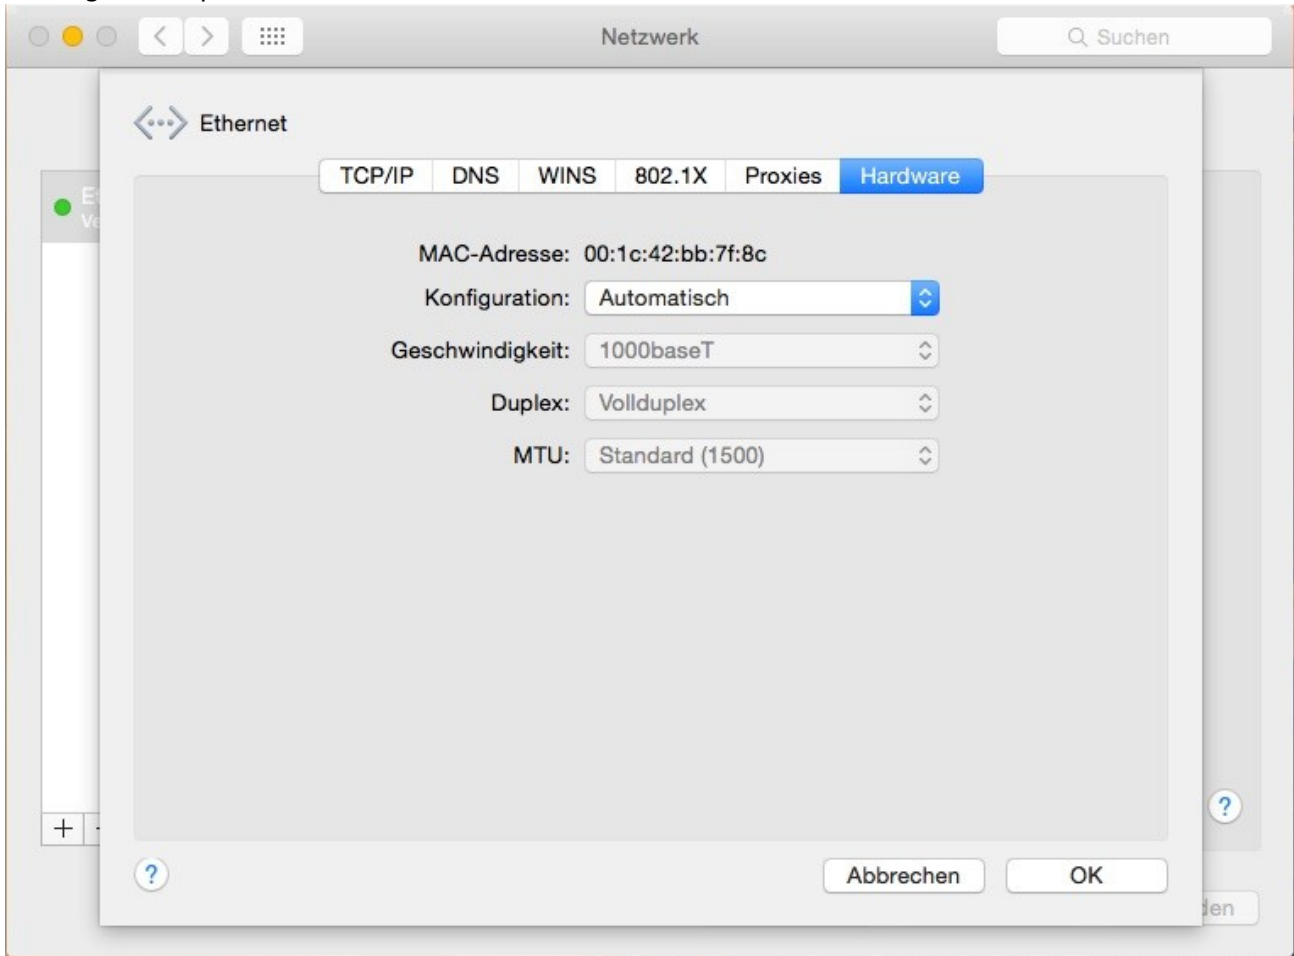 Netzwerk
Suchen
Ethernet
TCP/IP DNS WINS 802.1X Proxies Hardware
MAC-Adresse: 00:1c:42:bb:7f:8c
Konfiguration: Automatisch
Geschwindigkeit: 1000baseT
Duplex: Vollduplex
MTU: Standard (1500)
?
+
? Abbrechen OK